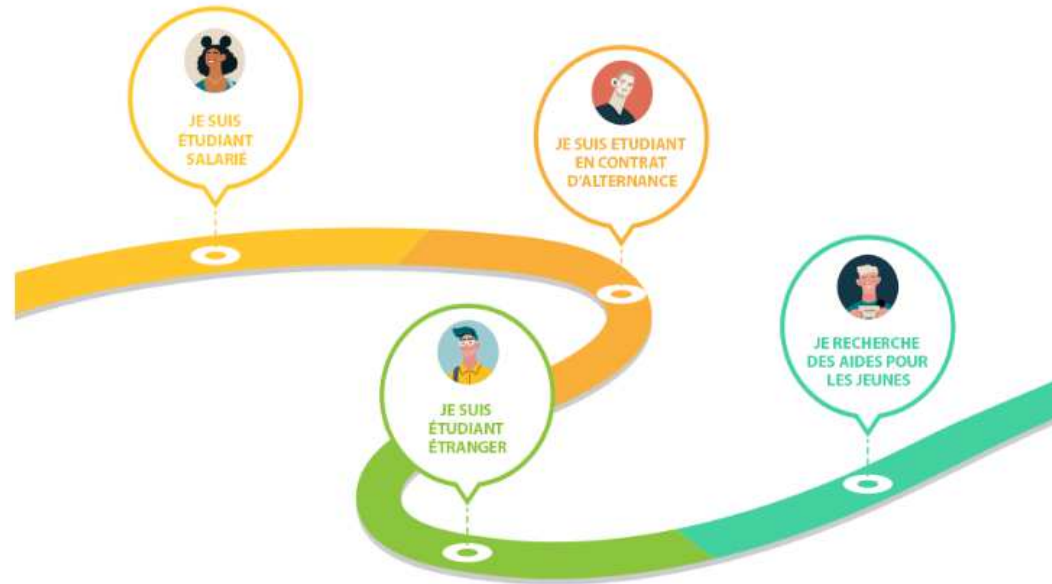 JE SUIS
ÉTUDIANT
SALARIÉ
JE SUIS ETUDIANT
EN CONTRAT
D'ALTERNANCE
JE SUIS
ÉTUDIANT
ÉTRANGER
JE RECHERCHE
DES AIDES POUR
LES JEUNES